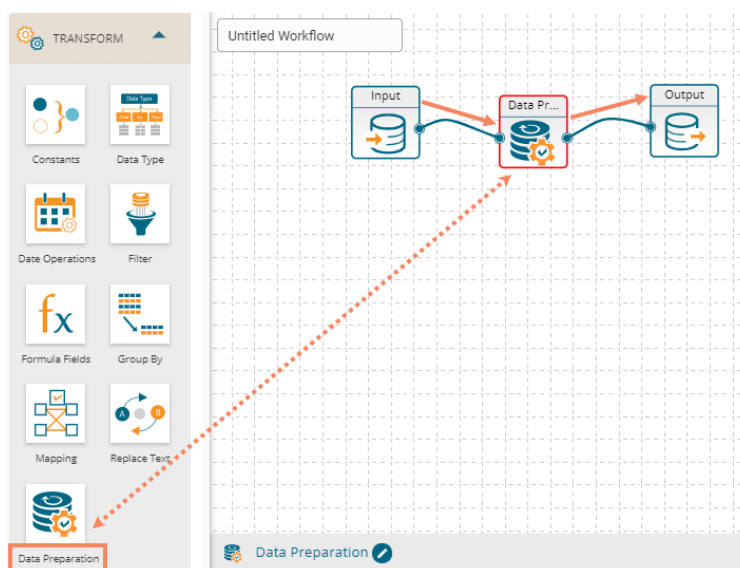 TRANSFORM
Untitled Workflow
Input
Data Pr...
Output
Data Type
Constants
Data Type
Date Operations
Filter
fx
Formula Fields
Group By
A
B
Mapping
Replace Text
Data Preparation
Data Preparation